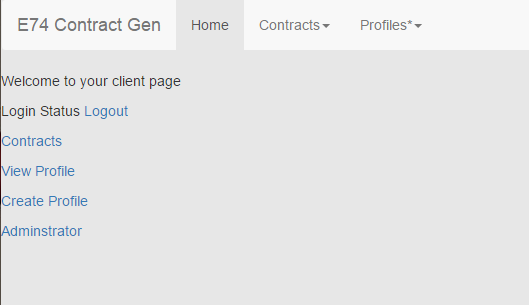 E74 Contract Gen Home Contracts Profiles*
Welcome to your client page
Login Status Logout
Contracts
View Profile
Create Profile
Adminstrator